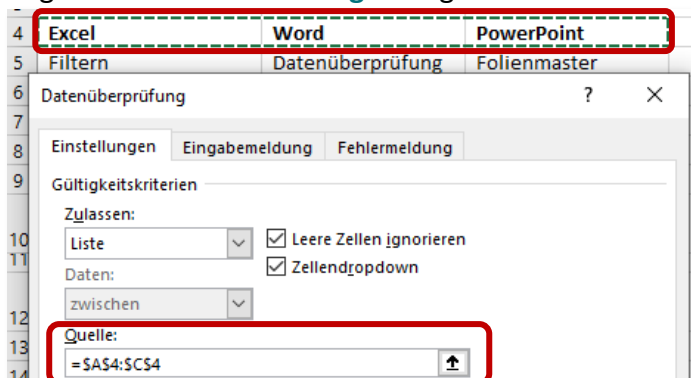 4 Excel Word PowerPoint
5 Filtern Datenüberprüfung Folienmaster
6 Datenüberprüfung ? ×
7
8 Einstellungen Eingabemeldung Fehlermeldung
9 Gültigkeitskriterien
Zulassen:
10 Liste Leere Zellen ignorieren
11 Daten: Zellendropdown
12 zwischen
13 Quelle:
14 =$A$4:$C$4